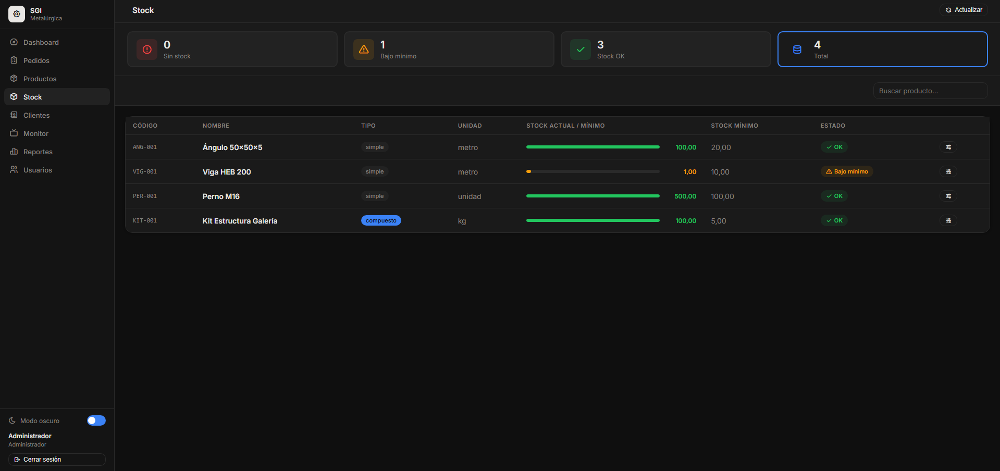 SGI
Metalúrgica
Dashboard
Pedidos
Productos
Stock
Clientes
Monitor
Reportes
Usuarios
Modo oscuro
Administrador
Administrador
Cerrar sesión
Stock
Actualizar
0
Sin stock
1
Bajo mínimo
3
Stock OK
4
Total
Buscar producto...
CÓDIGO NOMBRE TIPO UNIDAD STOCK ACTUAL / MÍNIMO STOCK MÍNIMO ESTADO
ANG-001 Ángulo 50×50×5 simple metro 100,00 20,00 OK
VIG-001 Viga HEB 200 simple metro 1,00 10,00 Bajo mínimo
PER-001 Perno M16 simple unidad 500,00 100,00 OK
KIT-001 Kit Estructura Galería compuesto kg 100,00 5,00 OK